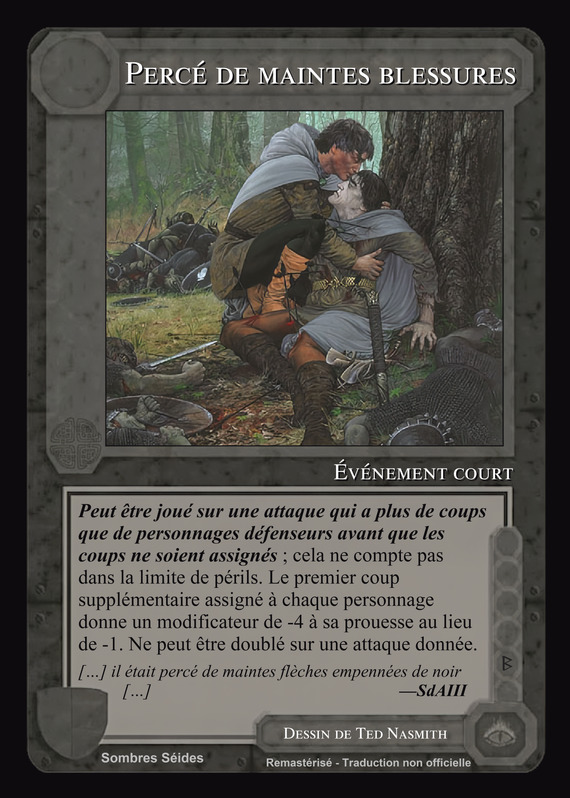 Percé de maintes blessures
Événement court
Peut être joué sur une attaque qui a plus de coups
que de personnages défenseurs avant que les
coups ne soient assignés ; cela ne compte pas
dans la limite de périls. Le premier coup
supplémentaire assigné à chaque personnage
donne un modificateur de -4 à sa prouesse au lieu
de -1. Ne peut être doublé sur une attaque donnée.
[…] il était percé de maintes flèches empennées de noir
[…] —SdAIII
Dessin de Ted Nasmith
Sombres Séides
Remastérisé - Traduction non officielle